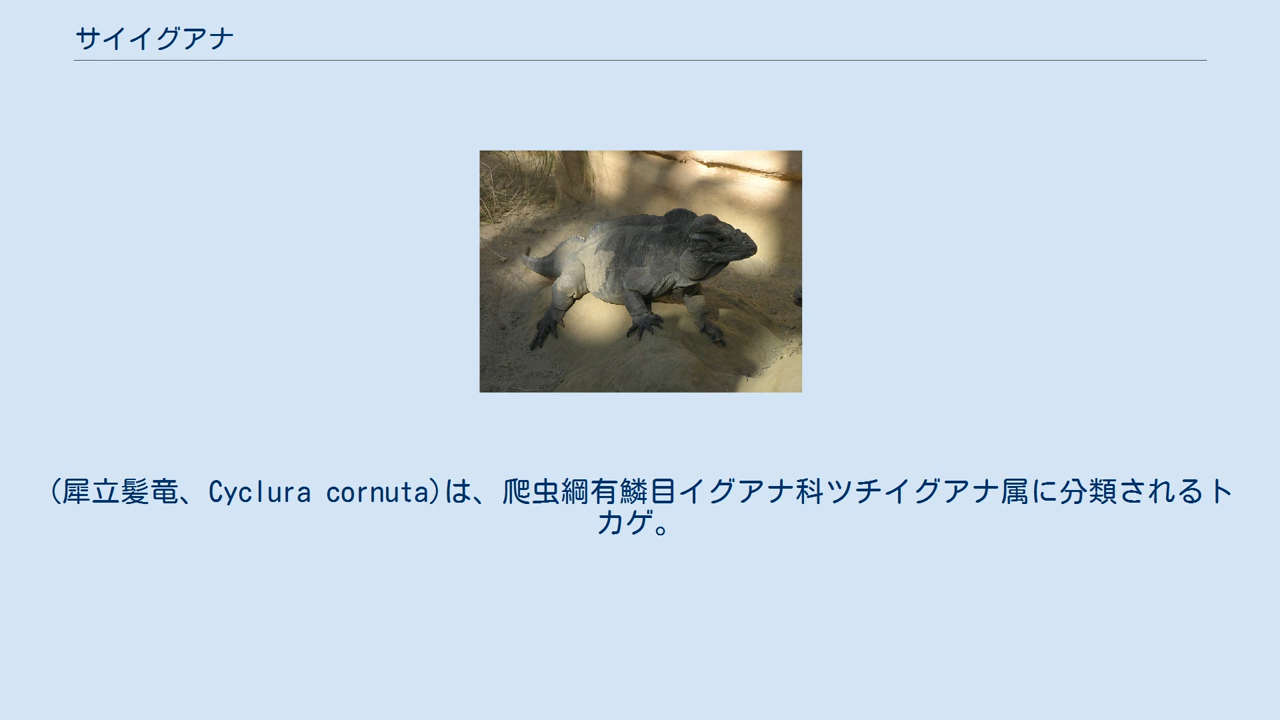 サイイグアナ
(犀立髪竜、Cyclura cornuta)は、爬虫綱有鱗目イグアナ科ツチイグアナ属に分類されるト
カゲ。